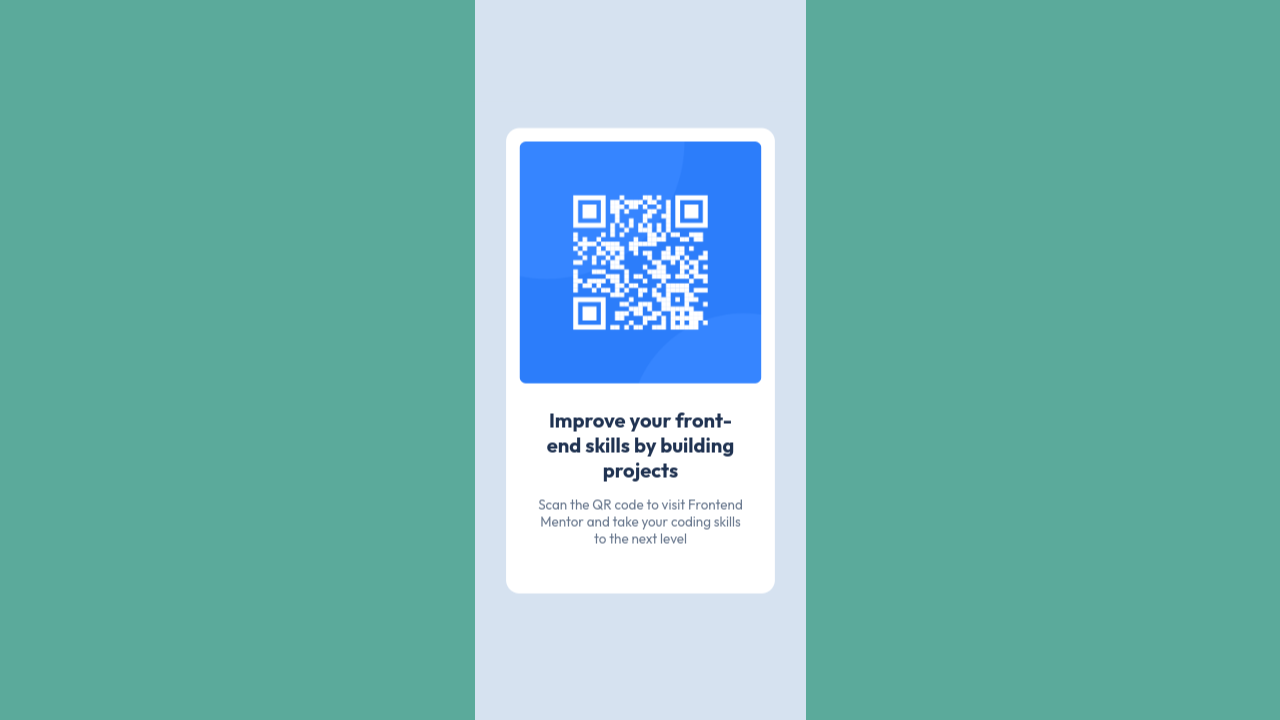 Improve your front-
end skills by building
projects
Scan the QR code to visit Frontend
Mentor and take your coding skills
to the next level